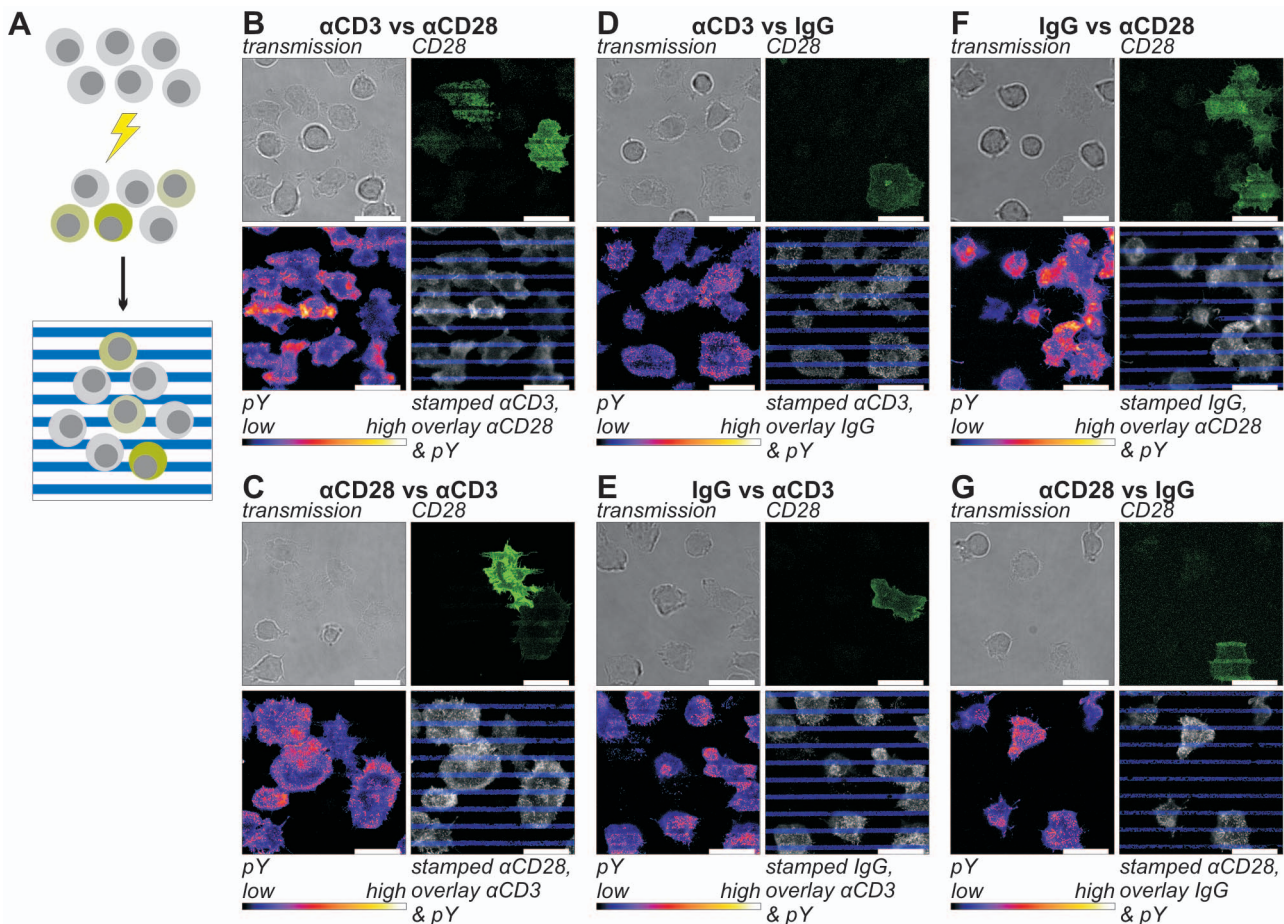 A
B αCD3 vs αCD28
transmission CD28
pY stamped αCD3,
low high overlay αCD28
& pY
C αCD28 vs αCD3
transmission CD28
pY stamped αCD28,
low high overlay αCD3
& pY
D αCD3 vs IgG
transmission CD28
pY stamped αCD3,
low high overlay IgG
& pY
E IgG vs αCD3
transmission CD28
pY stamped IgG,
low high overlay αCD3
& pY
F IgG vs αCD28
transmission CD28
pY stamped IgG,
low high overlay αCD28
& pY
G αCD28 vs IgG
transmission CD28
pY stamped αCD28,
low high overlay IgG
& pY